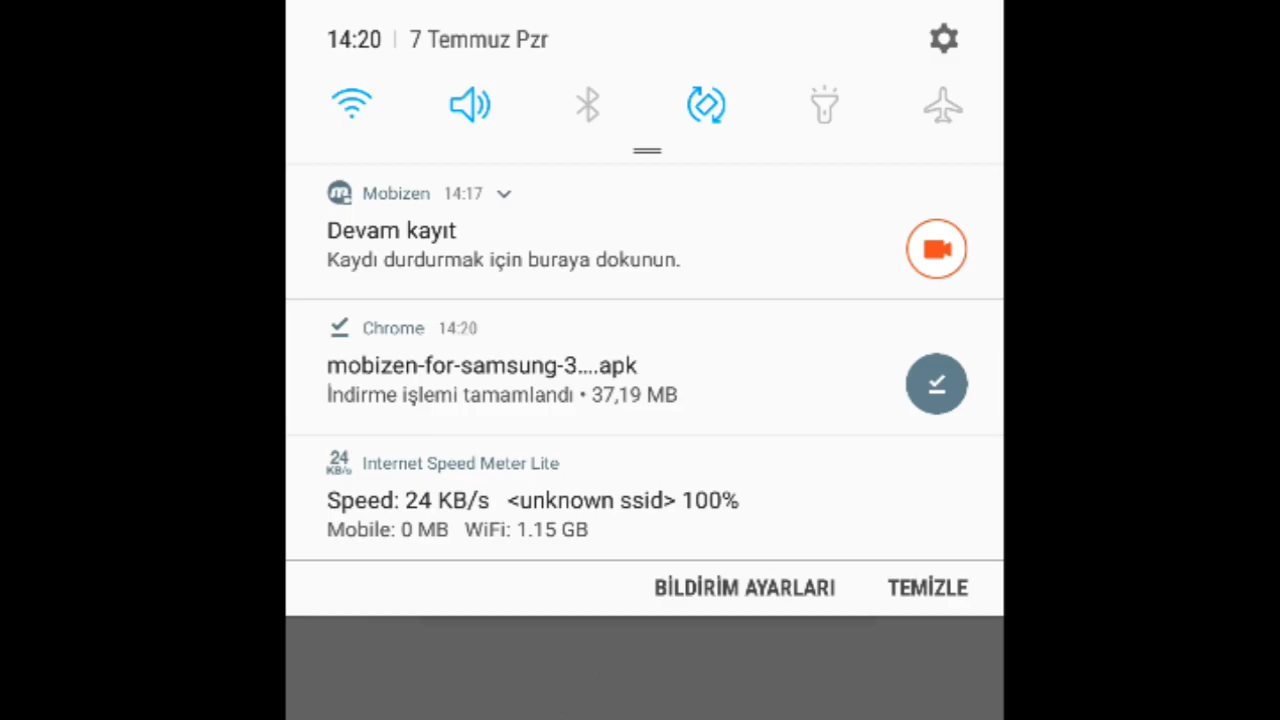 14:20 | 7 Temmuz Pzr
Mobizen 14:17
Devam kayıt
Kaydı durdurmak için buraya dokunun.
Chrome 14:20
mobizen-for-samsung-3....apk
İndirme işlemi tamamlandı • 37,19 MB
24 KB/s Internet Speed Meter Lite
Speed: 24 KB/s <unknown ssid> 100%
Mobile: 0 MB WiFi: 1.15 GB
BİLDİRİM AYARLARI TEMİZLE